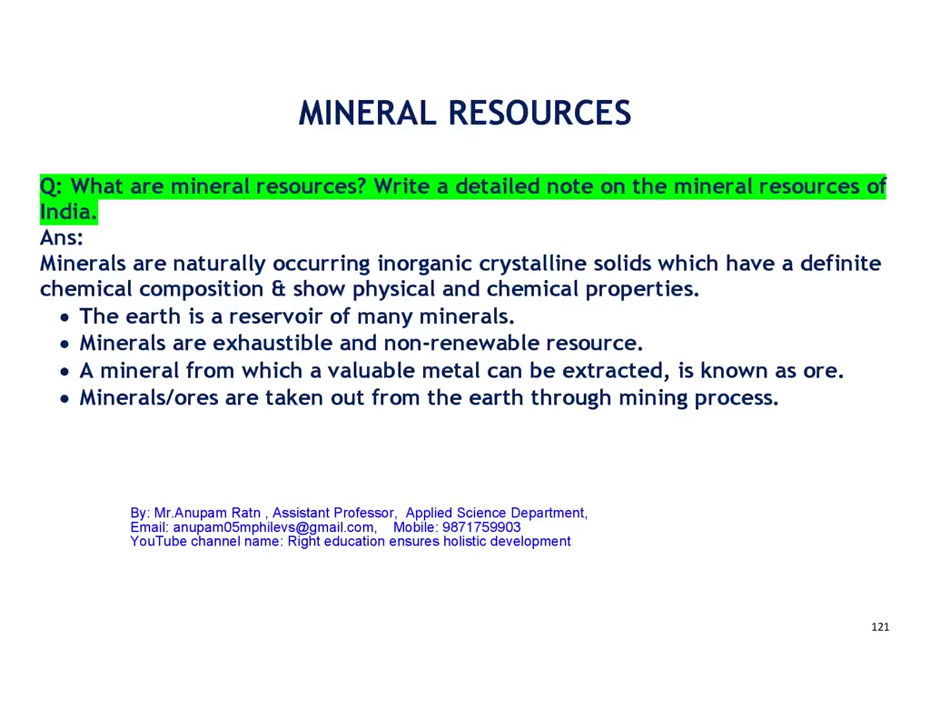 MINERAL RESOURCES
Q: What are mineral resources? Write a detailed note on the mineral resources of
India.
Ans:
Minerals are naturally occurring inorganic crystalline solids which have a definite
chemical composition & show physical and chemical properties.
• The earth is a reservoir of many minerals.
• Minerals are exhaustible and non-renewable resource.
• A mineral from which a valuable metal can be extracted, is known as ore.
• Minerals/ores are taken out from the earth through mining process.
By: Mr.Anupam Ratn , Assistant Professor,  Applied Science Department,
Email: anupam05mphilevs@gmail.com,    Mobile: 9871759903
YouTube channel name: Right education ensures holistic development
121